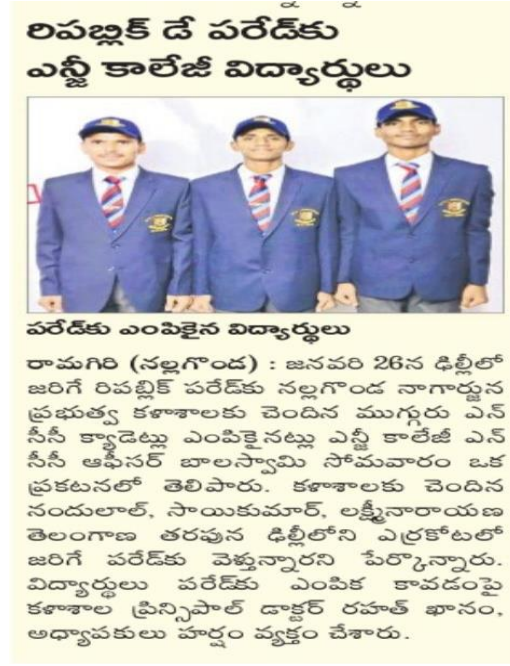 రిపబ్లిక్ డే పరేడ్‌కు
ఎన్జీ కాలేజీ విద్యార్థులు
పరేడ్‌కు ఎంపికైన విద్యార్థులు
రామగిరి (నల్లగొండ) : జనవరి 26న ఢిల్లీలో
జరిగే రిపబ్లిక్ పరేడ్‌కు నల్లగొండ నాగార్జున
ప్రభుత్వ కళాశాలకు చెందిన ముగ్గురు ఎన్
సీసీ క్యాడెట్లు ఎంపికైనట్లు ఎన్జీ కాలేజీ ఎన్
సీసీ ఆఫీసర్ బాలస్వామి సోమవారం ఒక
ప్రకటనలో తెలిపారు. కళాశాలకు చెందిన
నందులాల్, సాయికుమార్, లక్ష్మీనారాయణ
తెలంగాణ తరఫున ఢిల్లీలోని ఎర్రకోటలో
జరిగే పరేడ్‌కు వెళ్తున్నారని పేర్కొన్నారు.
విద్యార్థులు పరేడ్‌కు ఎంపిక కావడంపై
కళాశాల ప్రిన్సిపాల్ డాక్టర్ రహత్ ఖానం,
అధ్యాపకులు హర్షం వ్యక్తం చేశారు.